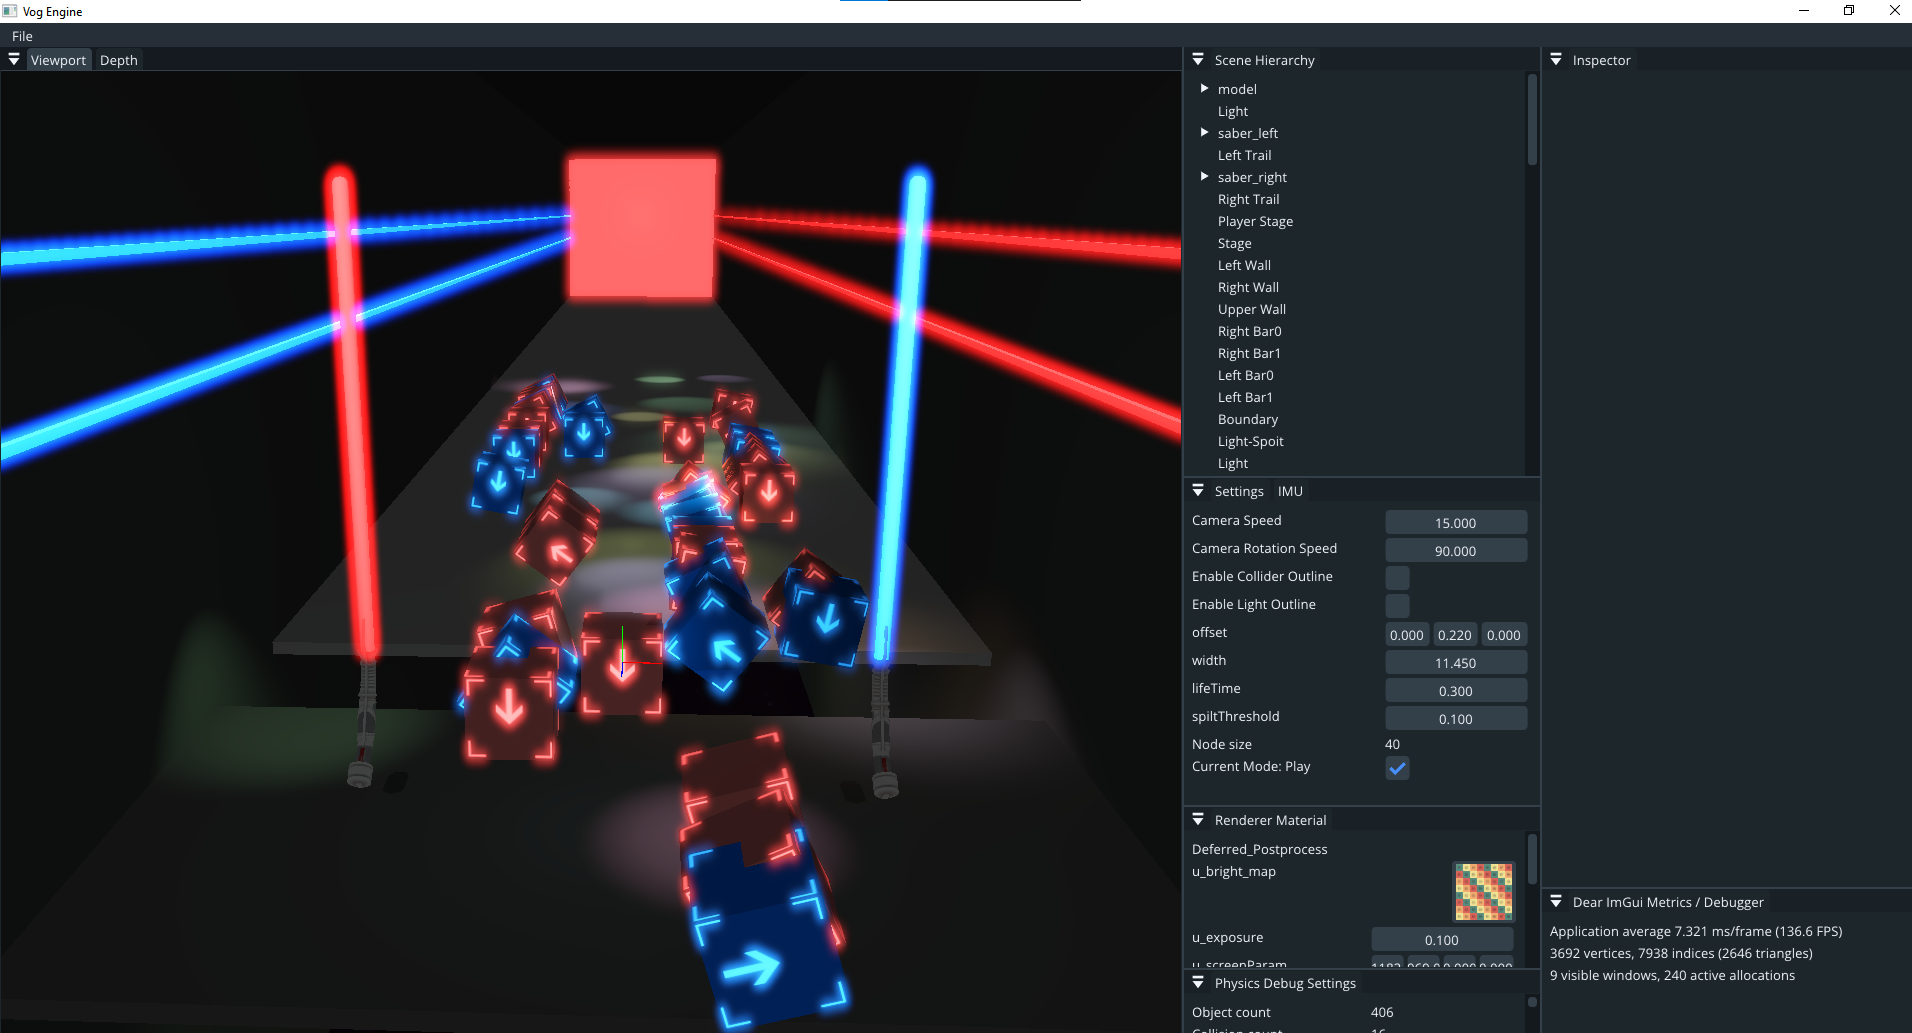 Vog Engine
File
Viewport Depth
Scene Hierarchy
model
Light
saber_left
Left Trail
saber_right
Right Trail
Player Stage
Stage
Left Wall
Right Wall
Upper Wall
Right Bar0
Right Bar1
Left Bar0
Left Bar1
Boundary
Light-Spoit
Light
Settings IMU
Camera Speed 15.000
Camera Rotation Speed 90.000
Enable Collider Outline
Enable Light Outline
offset 0.000 0.220 0.000
width 11.450
lifeTime 0.300
spiltThreshold 0.100
Node size 40
Current Mode: Play
Renderer Material
Deferred_Postprocess
u_bright_map
u_exposure 0.100
u_screenParam
Physics Debug Settings
Object count 406
Collision count
Inspector
Dear ImGui Metrics / Debugger
Application average 7.321 ms/frame (136.6 FPS)
3692 vertices, 7938 indices (2646 triangles)
9 visible windows, 240 active allocations